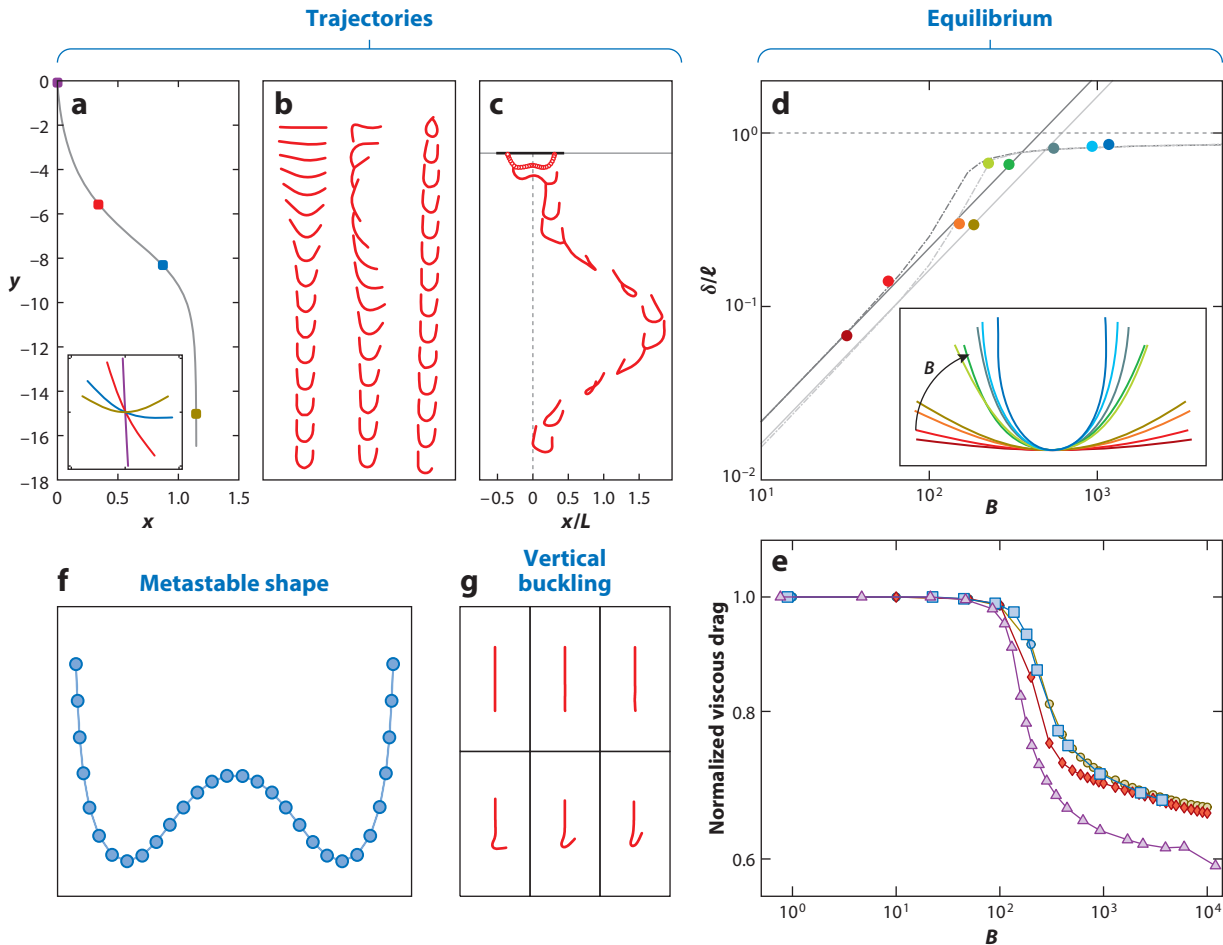 Trajectories
Equilibrium
a
0
−2
−4
−6
−8
−10
−12
−14
−16
−18
y
0
0.5
1.0
1.5
x
b
c
−0.5
0
0.5
1.0
1.5
x/L
d
10⁰
10⁻¹
10⁻²
δ/ℓ
10¹
10²
10³
B
B
f
Metastable shape
g
Vertical
buckling
e
1.0
0.8
0.6
Normalized viscous drag
10⁰
10¹
10²
10³
10⁴
B